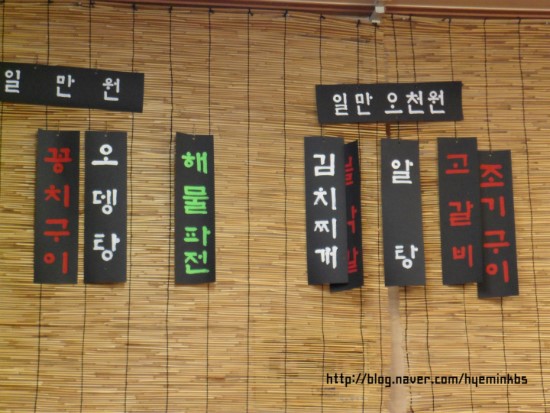 일 만 원
꽁치구이
오뎅탕
해물파전
일만 오천원
김치찌개
알탕
고갈비
조기구이
http://blog.naver.com/hyeminkbs